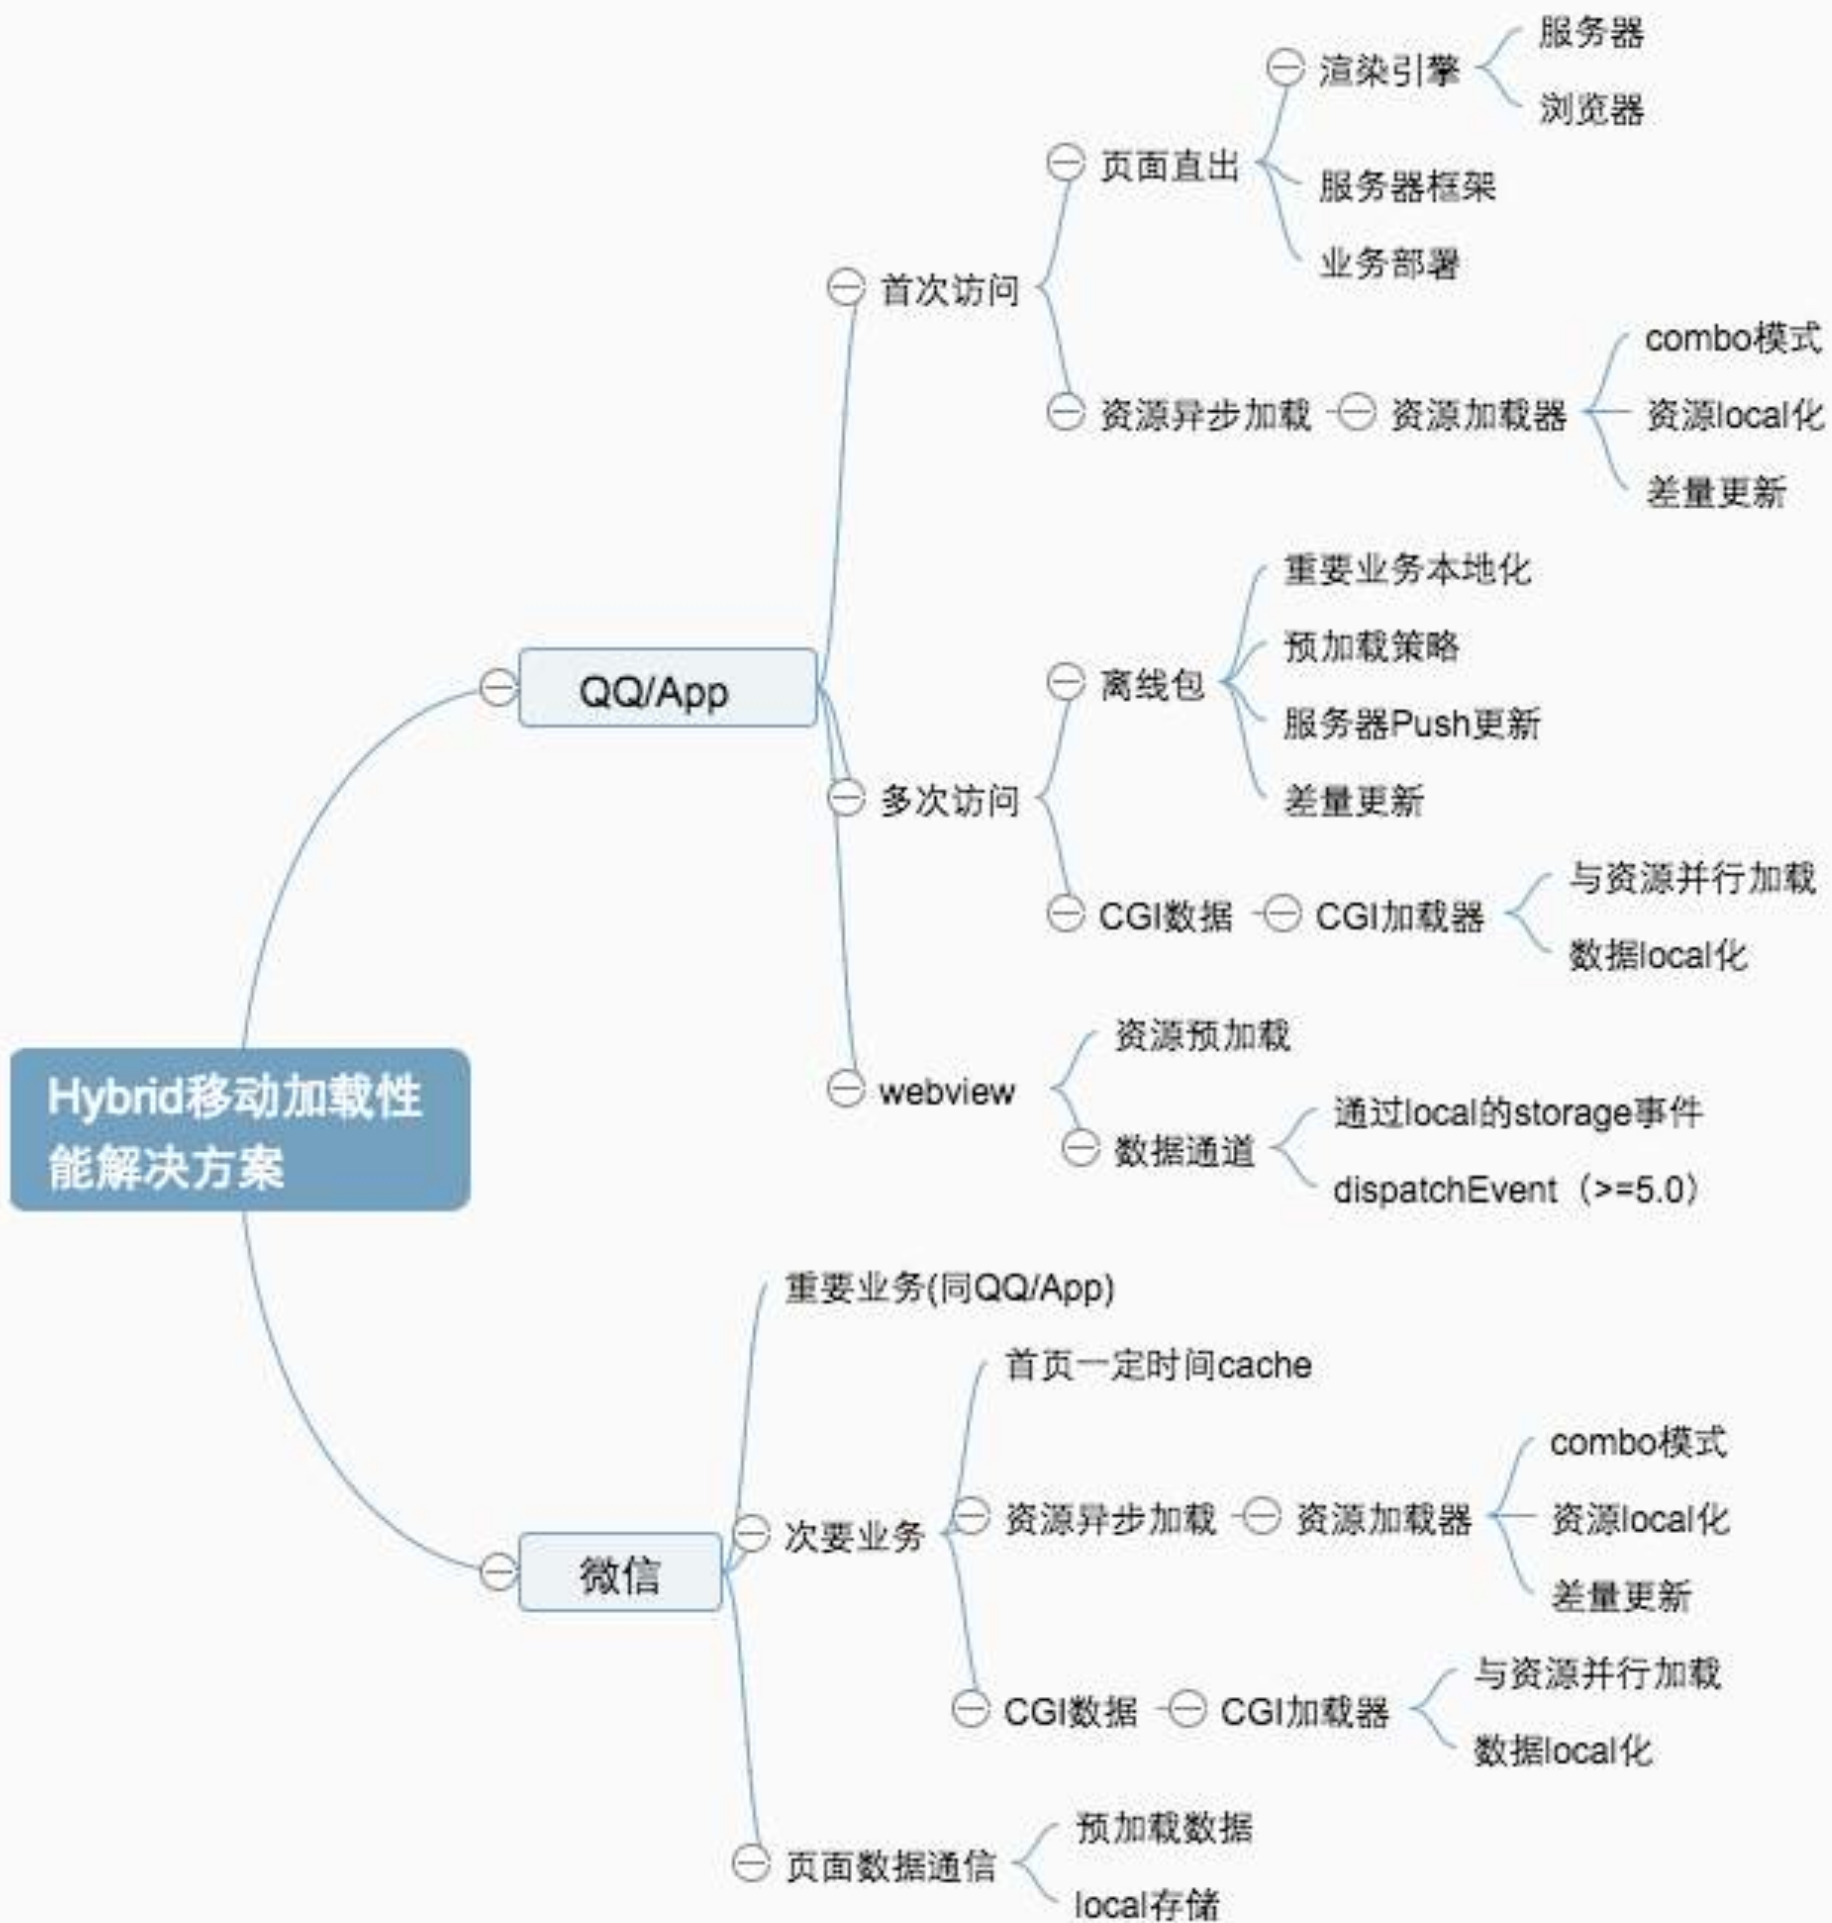 Hybrid移动加载性
能解决方案
QQ/App
首次访问
页面直出
渲染引擎
服务器
浏览器
服务器框架
业务部署
资源异步加载
资源加载器
combo模式
资源local化
差量更新
多次访问
离线包
重要业务本地化
预加载策略
服务器Push更新
差量更新
CGI数据
CGI加载器
与资源并行加载
数据local化
webview
资源预加载
数据通道
通过local的storage事件
dispatchEvent（>=5.0）
微信
重要业务(同QQ/App)
次要业务
首页一定时间cache
资源异步加载
资源加载器
combo模式
资源local化
差量更新
CGI数据
CGI加载器
与资源并行加载
数据local化
页面数据通信
预加载数据
local存储